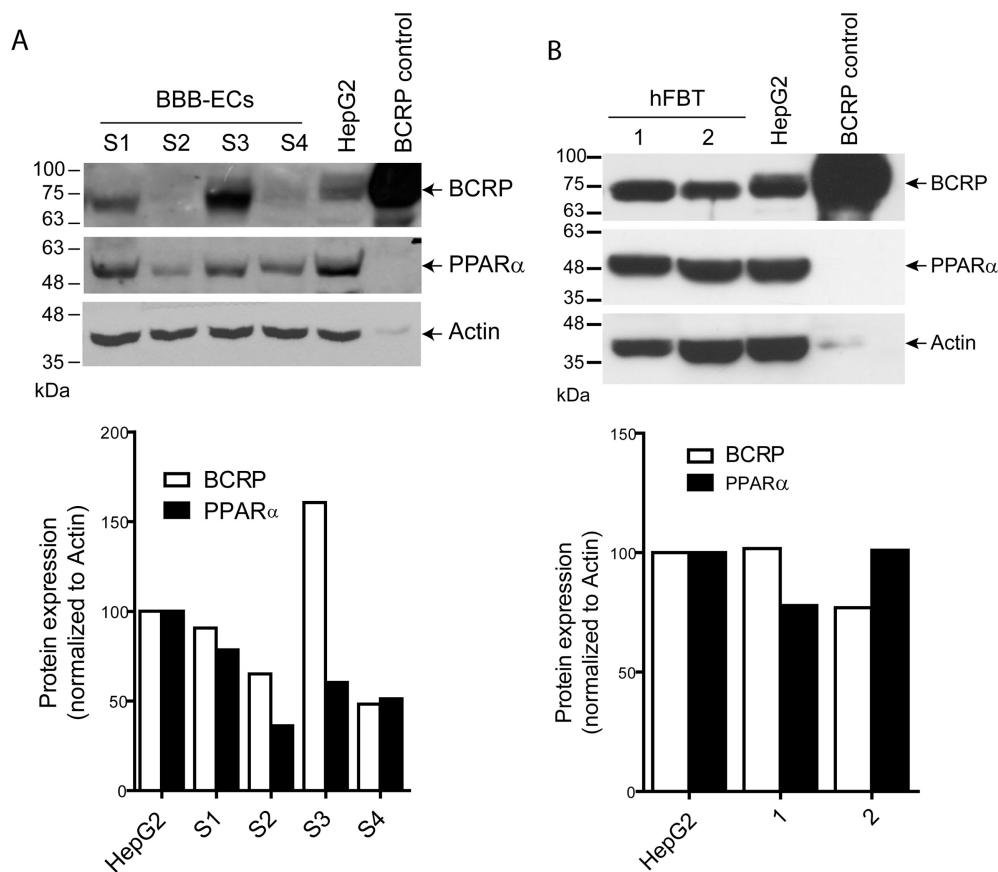 A
BBB-ECs
S1 S2 S3 S4 HepG2 BCRP control
100
75
63
BCRP
63
48
PPARα
48
35
Actin
kDa
200
150
100
50
0
Protein expression
(normalized to Actin)
BCRP
PPARα
HepG2 S1 S2 S3 S4
B
hFBT
1 2 HepG2 BCRP control
100
75
63
BCRP
63
48
35
PPARα
48
35
Actin
kDa
150
100
50
0
Protein expression
(normalized to Actin)
BCRP
PPARα
HepG2 1 2